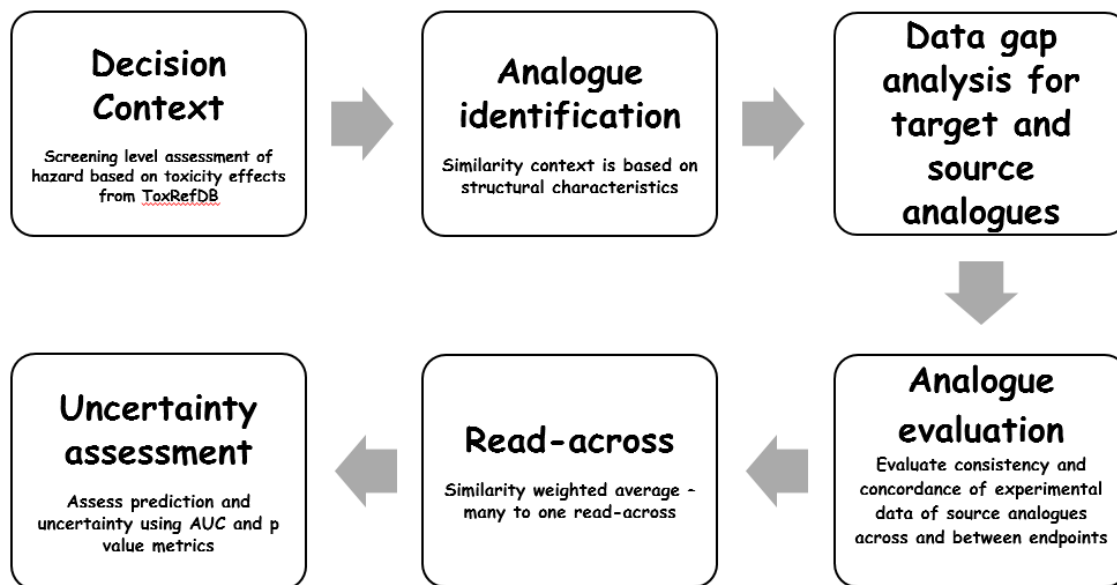 Decision
Context
Screening level assessment of
hazard based on toxicity effects
from ToxRefDB
Analogue
identification
Similarity context is based on
structural characteristics
Data gap
analysis for
target and
source
analogues
Analogue
evaluation
Evaluate consistency and
concordance of experimental
data of source analogues
across and between endpoints
Read-across
Similarity weighted average -
many to one read-across
Uncertainty
assessment
Assess prediction and
uncertainty using AUC and p
value metrics